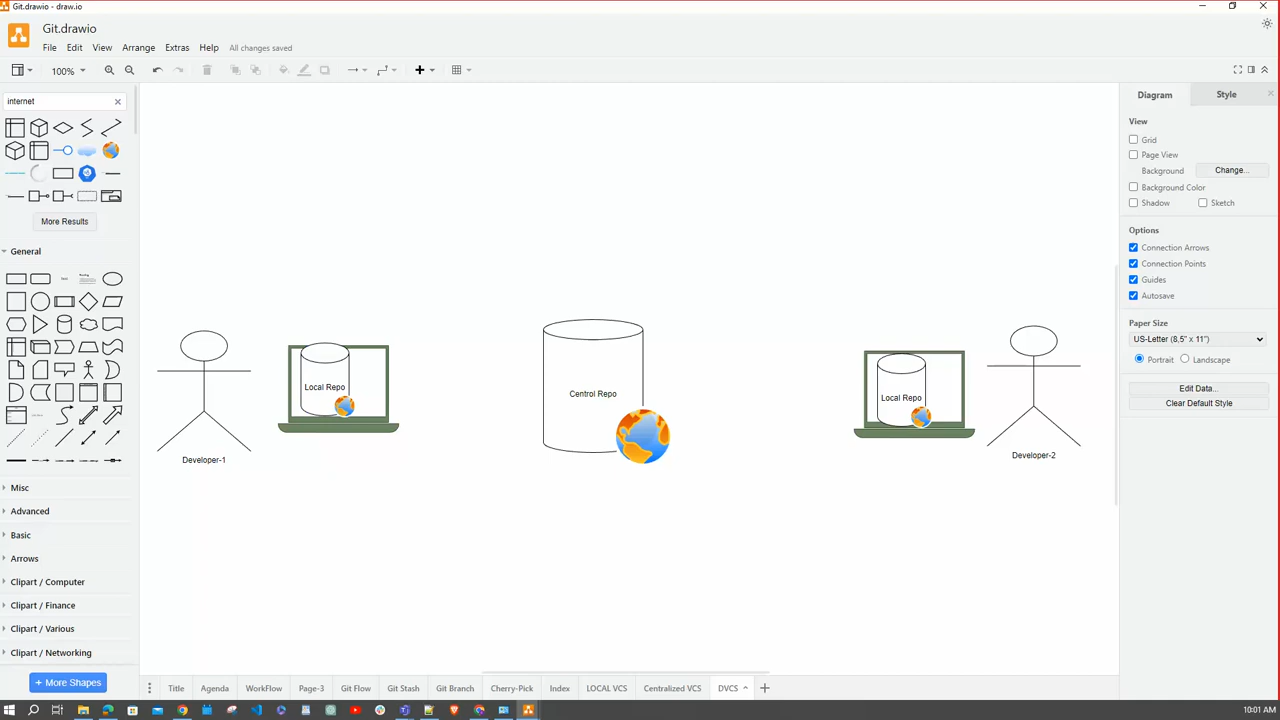 Git.drawio - draw.io
Git.drawio
File Edit View Arrange Extras Help All changes saved
100%
internet
More Results
General
Misc
Advanced
Basic
Arrows
Clipart / Computer
Clipart / Finance
Clipart / Various
Clipart / Networking
+ More Shapes
Local Repo
Developer-1
Control Repo
Local Repo
Developer-2
Diagram Style
View
Grid
Page View
Background Change...
Background Color
Shadow Sketch
Options
Connection Arrows
Connection Points
Guides
Autosave
Paper Size
US-Letter (8,5" x 11")
Portrait Landscape
Edit Data...
Clear Default Style
Title Agenda WorkFlow Page-3 Git Flow Git Stash Git Branch Cherry-Pick Index LOCAL VCS Centralized VCS DVCS
10:01 AM